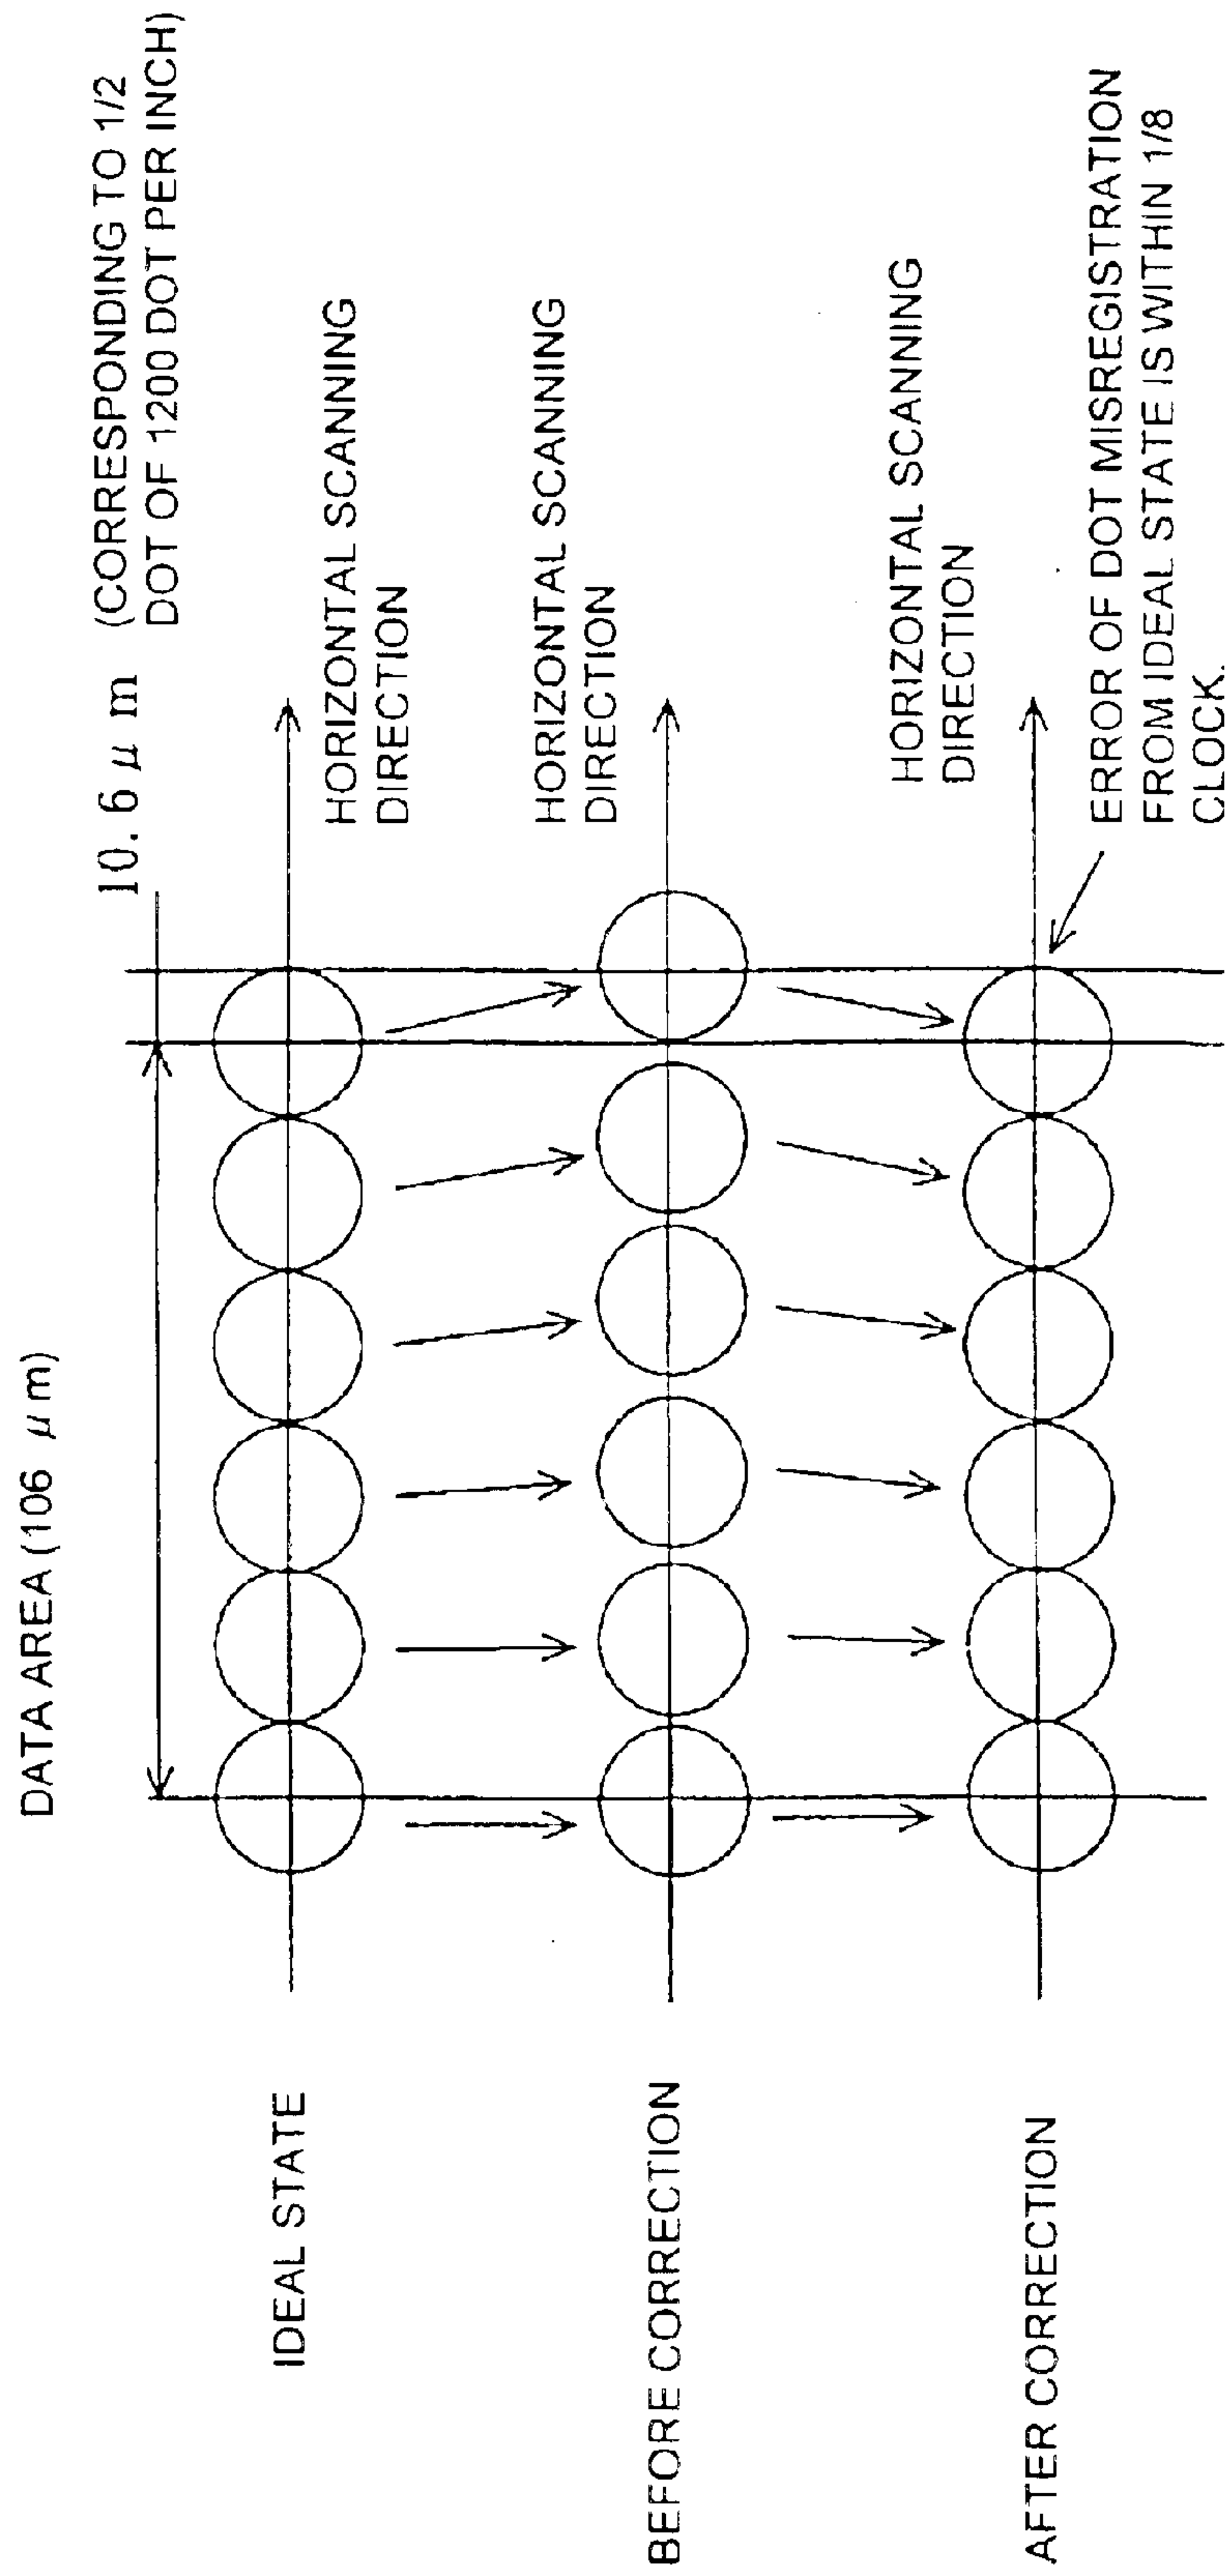 DATA AREA (106 μm)
10. 6 μ m
(CORRESPONDING TO 1/2
DOT OF 1200 DOT PER INCH)
IDEAL STATE
HORIZONTAL SCANNING
DIRECTION
BEFORE CORRECTION
HORIZONTAL SCANNING
DIRECTION
AFTER CORRECTION
HORIZONTAL SCANNING
DIRECTION
ERROR OF DOT MISREGISTRATION
FROM IDEAL STATE IS WITHIN 1/8
CLOCK.